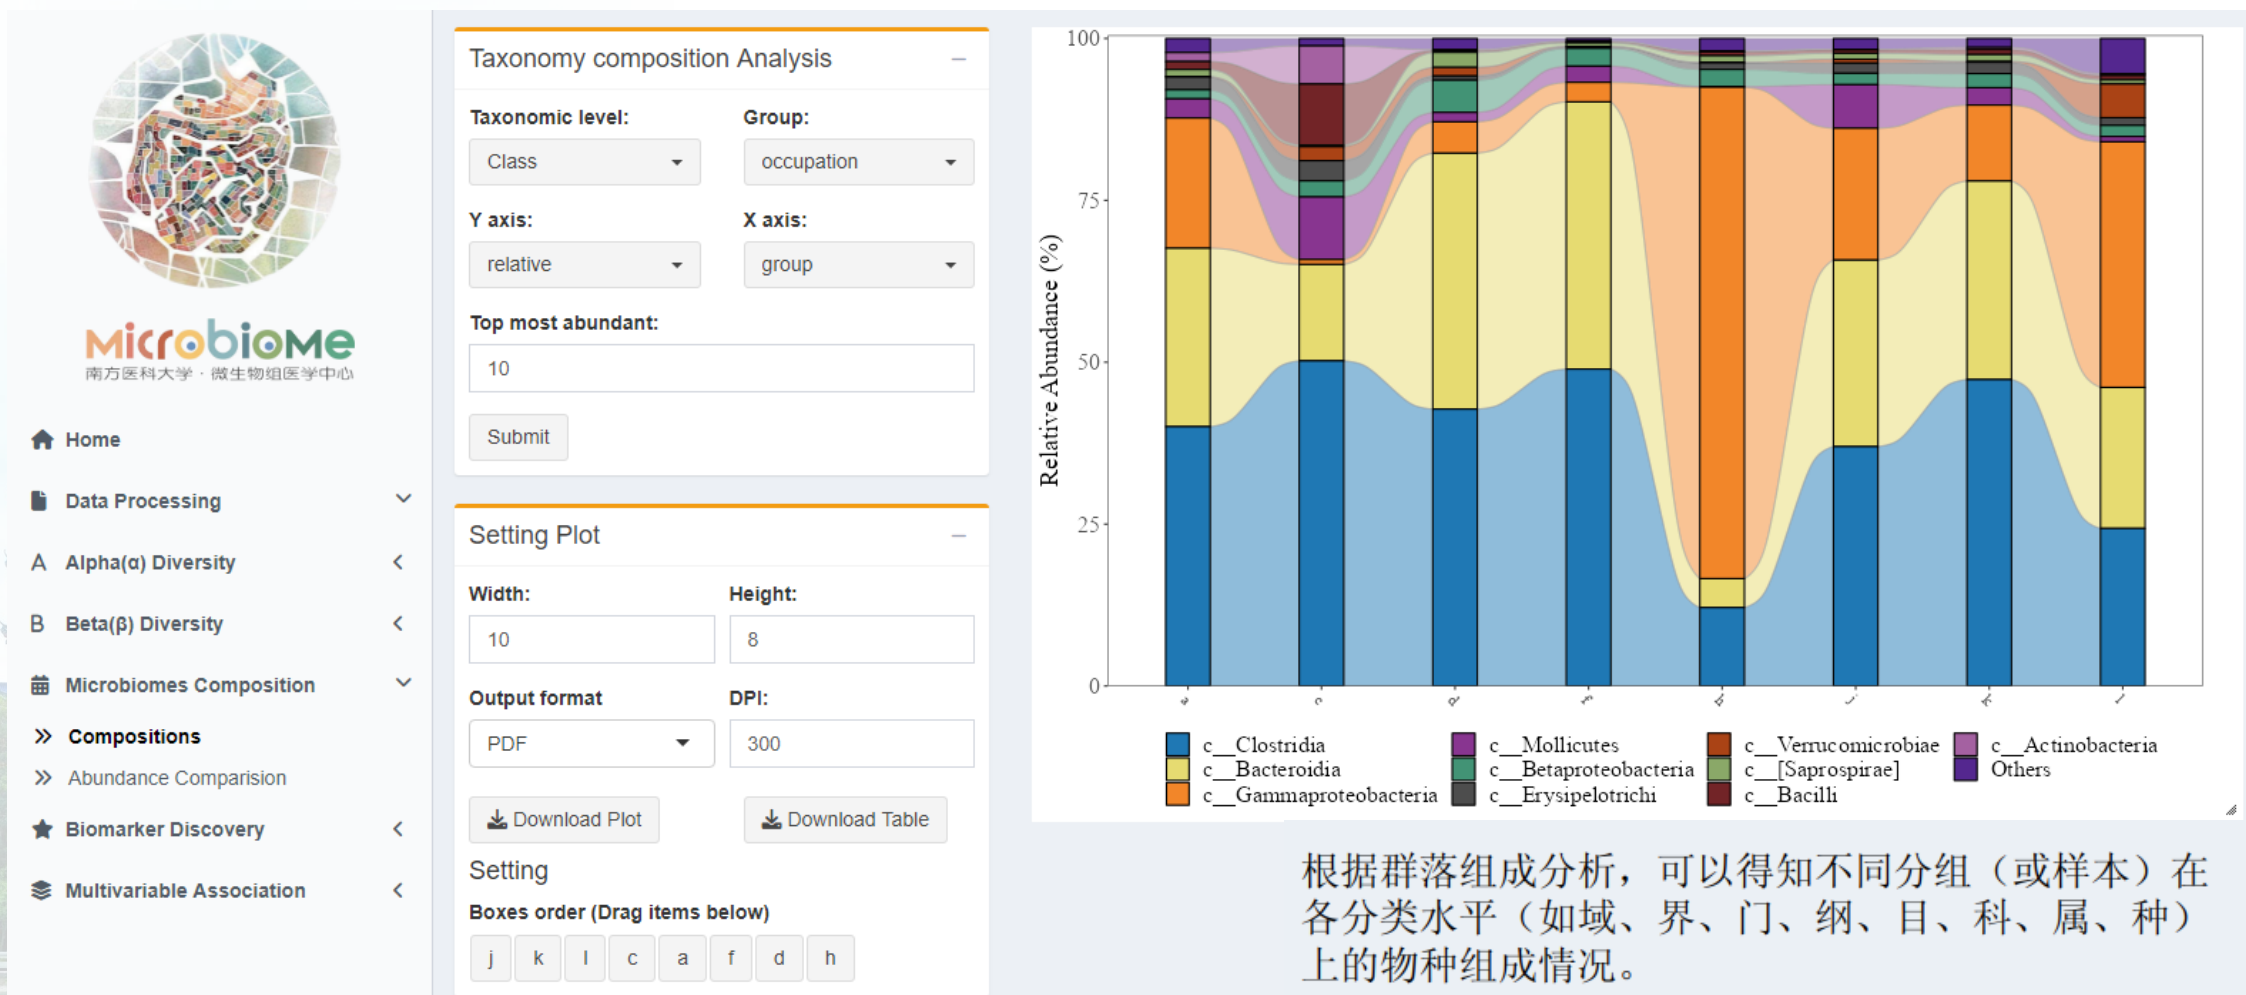 MicrobioMe
南方医科大学 · 微生物组医学中心
Home
Data Processing
A Alpha(α) Diversity
B Beta(β) Diversity
Microbiomes Composition
Compositions
Abundance Comparision
Biomarker Discovery
Multivariable Association
Taxonomy composition Analysis
Taxonomic level: Group:
Class occupation
Y axis: X axis:
relative group
Top most abundant:
10
Submit
Setting Plot
Width: Height:
10 8
Output format DPI:
PDF 300
Download Plot Download Table
Setting
Boxes order (Drag items below)
j k l c a f d h
Relative Abundance (%)
100
75
50
25
0
a c d f h j k l
c__Clostridia c__Mollicutes c__Verrucomicrobiae c__Actinobacteria
c__Bacteroidia c__Betaproteobacteria c__[Saprospirae] Others
c__Gammaproteobacteria c__Erysipelotrichi c__Bacilli
根据群落组成分析，可以得知不同分组（或样本）在
各分类水平（如域、界、门、纲、目、科、属、种）
上的物种组成情况。